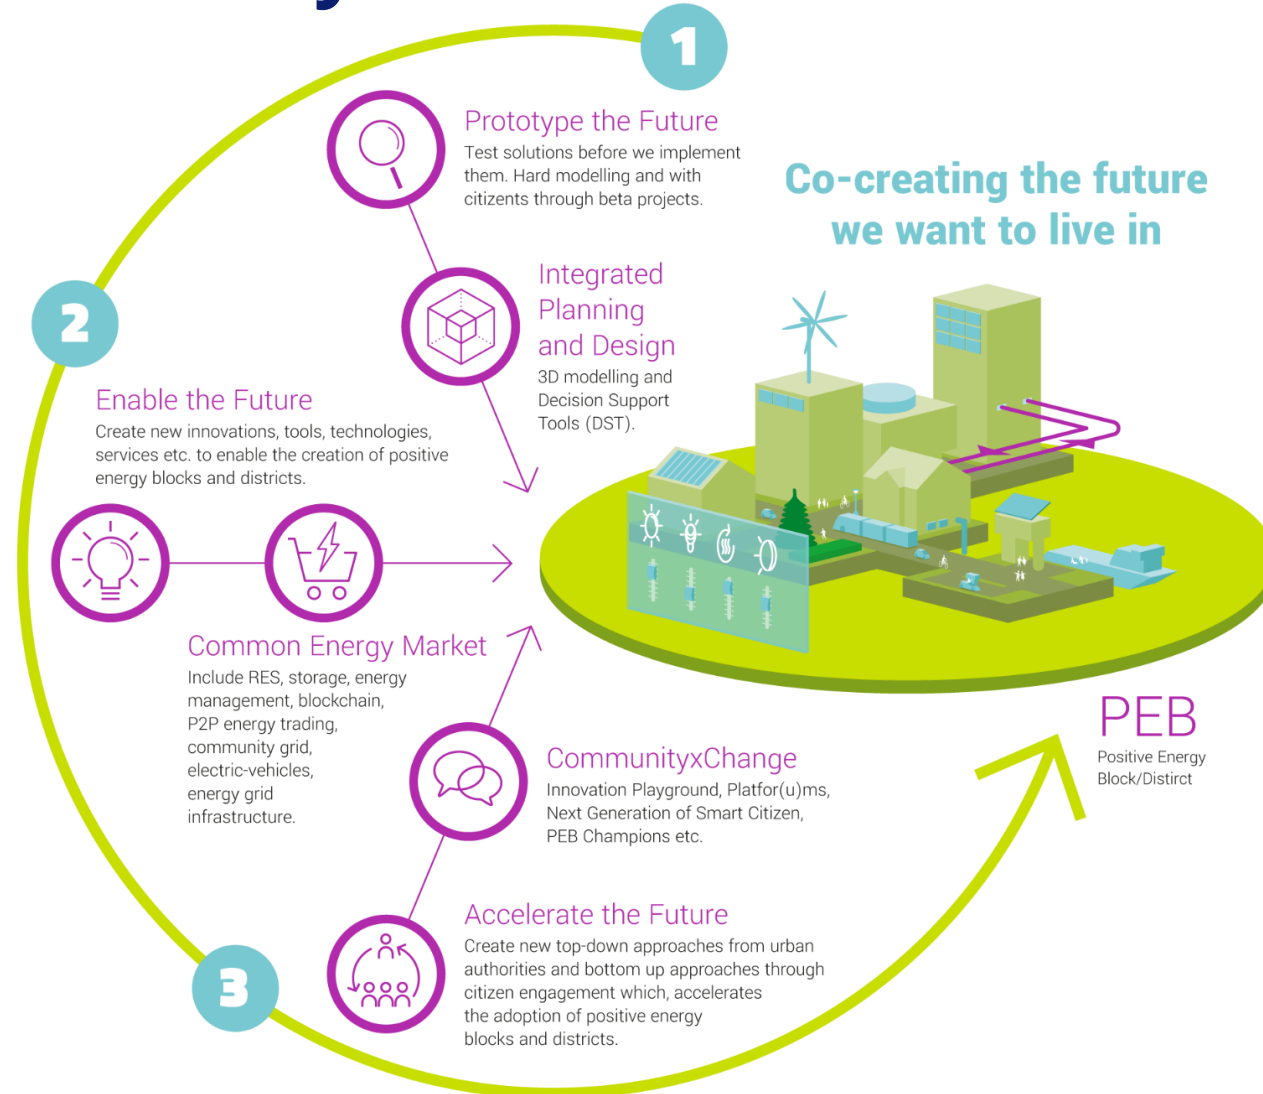 1
Prototype the Future
Test solutions before we implement
them. Hard modelling and with
citizents through beta projects.
Co-creating the future
we want to live in
Integrated
Planning
and Design
3D modelling and
Decision Support
Tools (DST).
2
Enable the Future
Create new innovations, tools, technologies,
services etc. to enable the creation of positive
energy blocks and districts.
Common Energy Market
Include RES, storage, energy
management, blockchain,
P2P energy trading,
community grid,
electric-vehicles,
energy grid
infrastructure.
PEB
Positive Energy
Block/Distirct
CommunityxChange
Innovation Playground, Platfor(u)ms,
Next Generation of Smart Citizen,
PEB Champions etc.
3
Accelerate the Future
Create new top-down approaches from urban
authorities and bottom up approaches through
citizen engagement which, accelerates
the adoption of positive energy
blocks and districts.